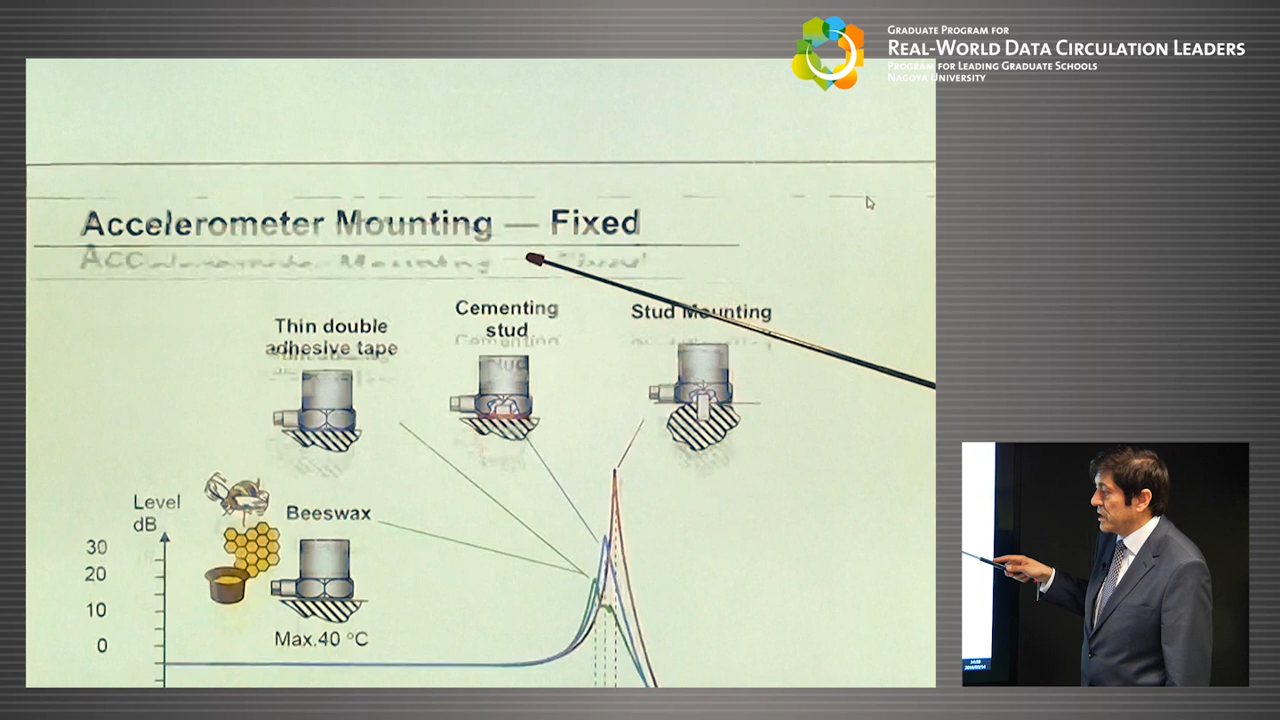 GRADUATE PROGRAM FOR
REAL-WORLD DATA CIRCULATION LEADERS
PROGRAM FOR LEADING GRADUATE SCHOOLS
NAGOYA UNIVERSITY
Accelerometer Mounting — Fixed
Thin double
adhesive tape
Cementing
stud
Stud Mounting
Level
dB
Beeswax
30
20
10
0
Max.40 °C